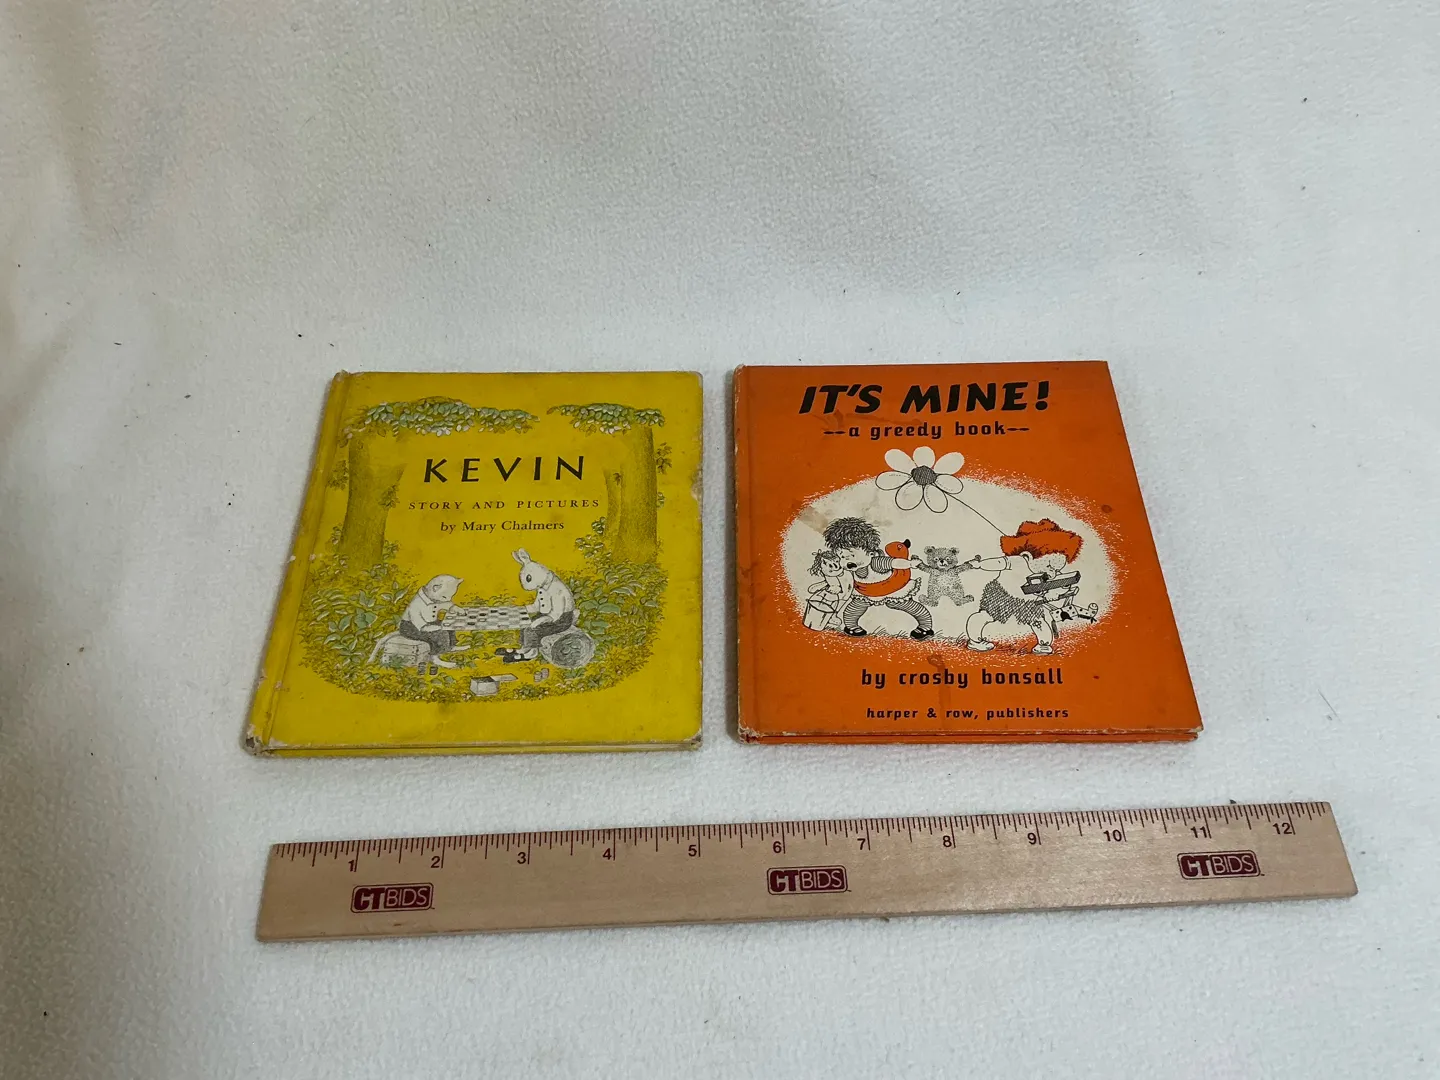 KEVIN
STORY AND PICTURES
by Mary Chalmers
IT'S MINE!
--a greedy book--
by crosby bonsall
harper & row, publishers
1 2 3 4 5 6 7 8 9 10 11 12
CTBIDS CTBIDS CTBIDS